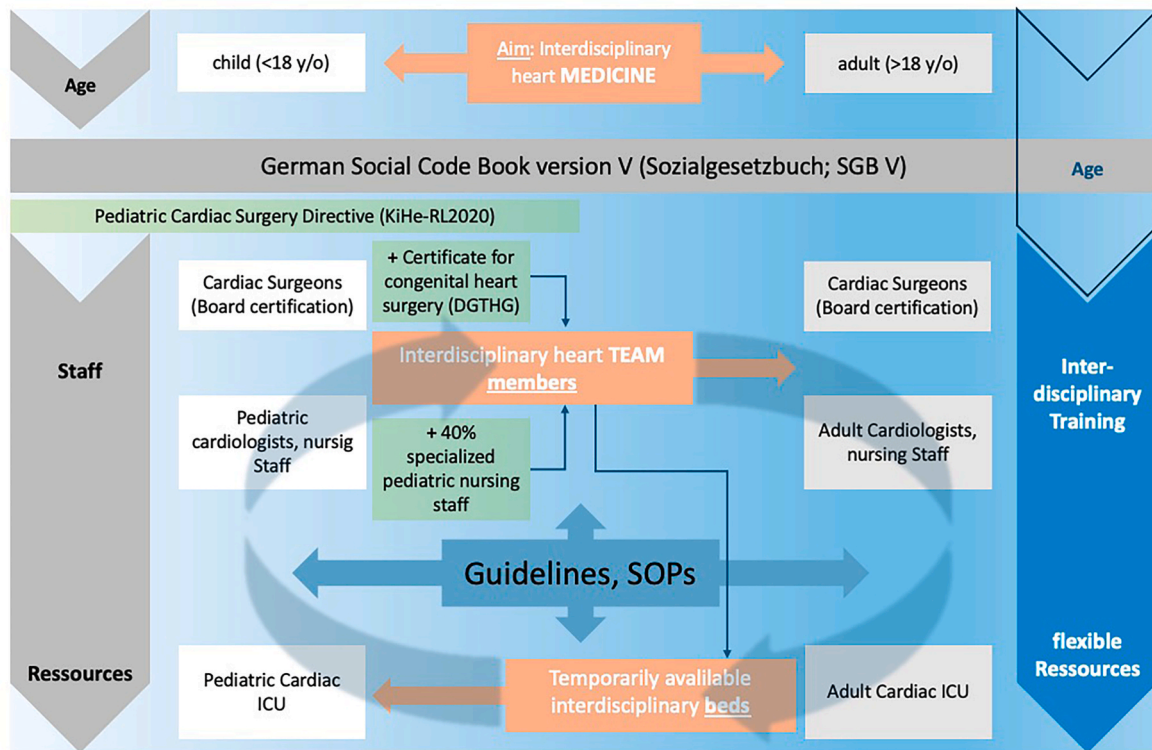 Age
child (<18 y/o)
Aim: Interdisciplinary
heart MEDICINE
adult (>18 y/o)
German Social Code Book version V (Sozialgesetzbuch; SGB V)
Age
Pediatric Cardiac Surgery Directive (KiHe-RL2020)
Staff
Cardiac Surgeons
(Board certification)
+ Certificate for
congenital heart
surgery (DGTHG)
Cardiac Surgeons
(Board certification)
Interdisciplinary heart TEAM
members
Inter-
disciplinary
Training
Pediatric
cardiologists, nursig
Staff
+ 40%
specialized
pediatric nursing
staff
Adult Cardiologists,
nursing Staff
Guidelines, SOPs
Ressources
Pediatric Cardiac
ICU
Temporarily avalilable
interdisciplinary beds
Adult Cardiac ICU
flexible
Ressources